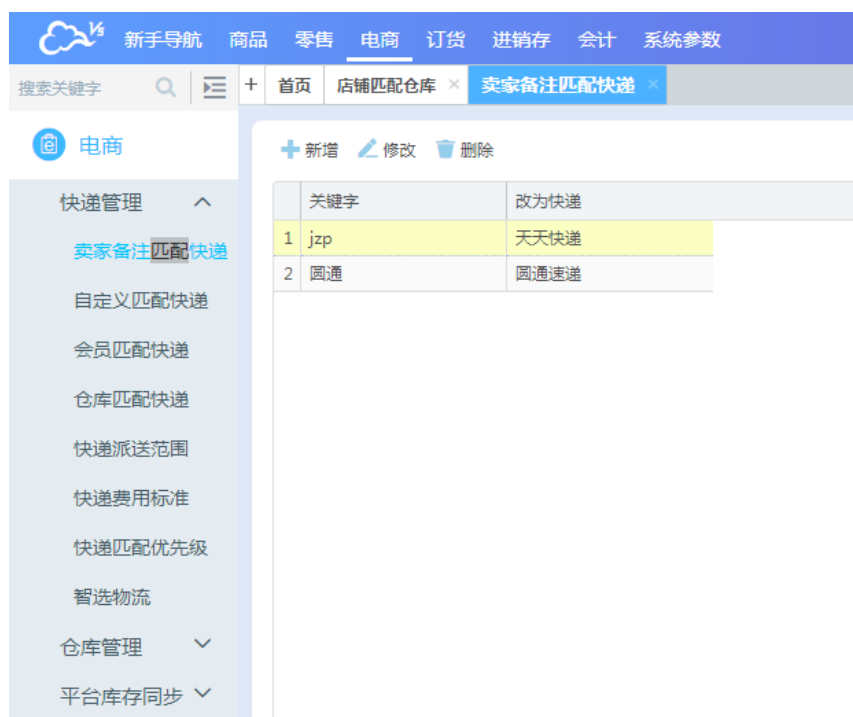 V5 新手导航 商品 零售 电商 订货 进销存 会计 系统参数
搜索关键字 + 首页 店铺匹配仓库 × 卖家备注匹配快递 ×
电商
新增 修改 删除
快递管理
关键字 改为快递
卖家备注匹配快递
1 jzp 天天快递
2 圆通 圆通速递
自定义匹配快递
会员匹配快递
仓库匹配快递
快递派送范围
快递费用标准
快递匹配优先级
智选物流
仓库管理
平台库存同步